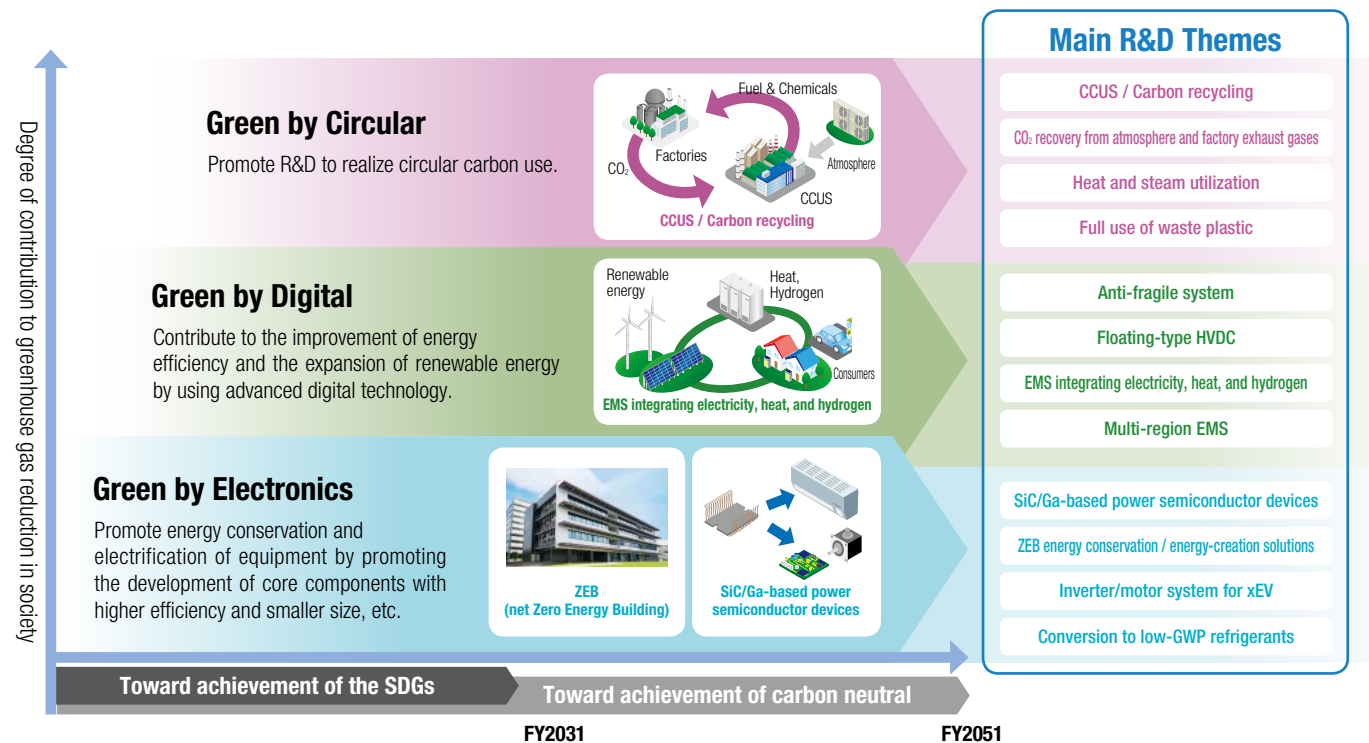 Main R&D Themes
Degree of contribution to greenhouse gas reduction in society
Green by Circular
Promote R&D to realize circular carbon use.
Fuel & Chemicals
Factories
CO₂
Atmosphere
CCUS
CCUS / Carbon recycling
CCUS / Carbon recycling
CO₂ recovery from atmosphere and factory exhaust gases
Heat and steam utilization
Full use of waste plastic
Green by Digital
Contribute to the improvement of energy
efficiency and the expansion of renewable energy
by using advanced digital technology.
Renewable
energy
Heat,
Hydrogen
Consumers
EMS integrating electricity, heat, and hydrogen
Anti-fragile system
Floating-type HVDC
EMS integrating electricity, heat, and hydrogen
Multi-region EMS
Green by Electronics
Promote energy conservation and
electrification of equipment by promoting
the development of core components with
higher efficiency and smaller size, etc.
ZEB
(net Zero Energy Building)
SiC/Ga-based power
semiconductor devices
SiC/Ga-based power semiconductor devices
ZEB energy conservation / energy-creation solutions
Inverter/motor system for xEV
Conversion to low-GWP refrigerants
Toward achievement of the SDGs
Toward achievement of carbon neutral
FY2031
FY2051